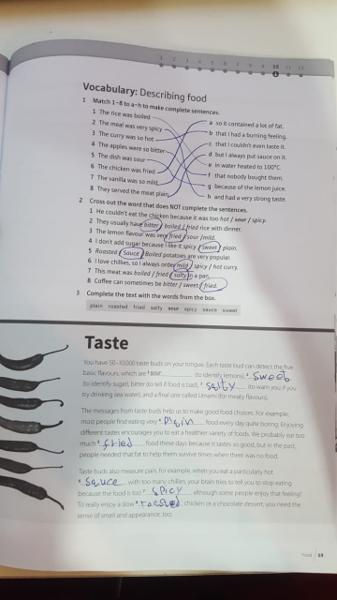 1 2 3 4 5 6 7 8 9 10 11 12
Vocabulary: Describing food
1 Match 1–8 to a–h to make complete sentences.
1 The rice was boiled
2 The meal was very spicy
3 The curry was so hot
4 The apples were so bitter
5 The dish was sour
6 The chicken was fried
7 The vanilla was so mild
8 They served the meat plain,
a so it contained a lot of fat.
b that I had a burning feeling.
c that I couldn't even taste it.
d but I always put sauce on it.
e in water heated to 100°C.
f that nobody bought them.
g because of the lemon juice.
h and had a very strong taste.
2 Cross out the word that does NOT complete the sentences.
1 He couldn't eat the chicken because it was too hot / sour / spicy.
2 They usually have bitter / boiled / fried rice with dinner.
3 The lemon flavour was very fried / sour / mild.
4 I don't add sugar because I like it spicy / sweet / plain.
5 Roasted / Sauce / Boiled potatoes are very popular.
6 I love chillies, so I always order mild / spicy / hot curry.
7 This meat was boiled / fried / salty in a pan.
8 Coffee can sometimes be bitter / sweet / fried.
3 Complete the text with the words from the box.
plain roasted fried salty sour spicy sauce sweet
Taste
You have 50–10,000 taste buds on your tongue. Each taste bud can detect the five
basic flavours, which are ¹ sour (to identify lemons), ² sweet
(to identify sugar), bitter (to tell if food is bad), ³ salty (to warn you if you
try drinking sea water), and a final one called Umami (for meaty flavours).
The messages from taste buds help us to make good food choices. For example,
most people find eating very ⁴ Plain food every day quite boring. Enjoying
different tastes encourages you to eat a healthier variety of foods. We probably eat too
much ⁵ fried food these days because it tastes so good, but in the past,
people needed that fat to help them survive times when there was no food.
Taste buds also measure pain, for example, when you eat a particularly hot
⁶ sauce with too many chillies, your brain tries to tell you to stop eating
because the food is too ⁷ spicy, although some people enjoy that feeling!
To really enjoy a slow ⁸ roasted chicken or a chocolate dessert, you need the
sense of smell and appearance, too.
Food